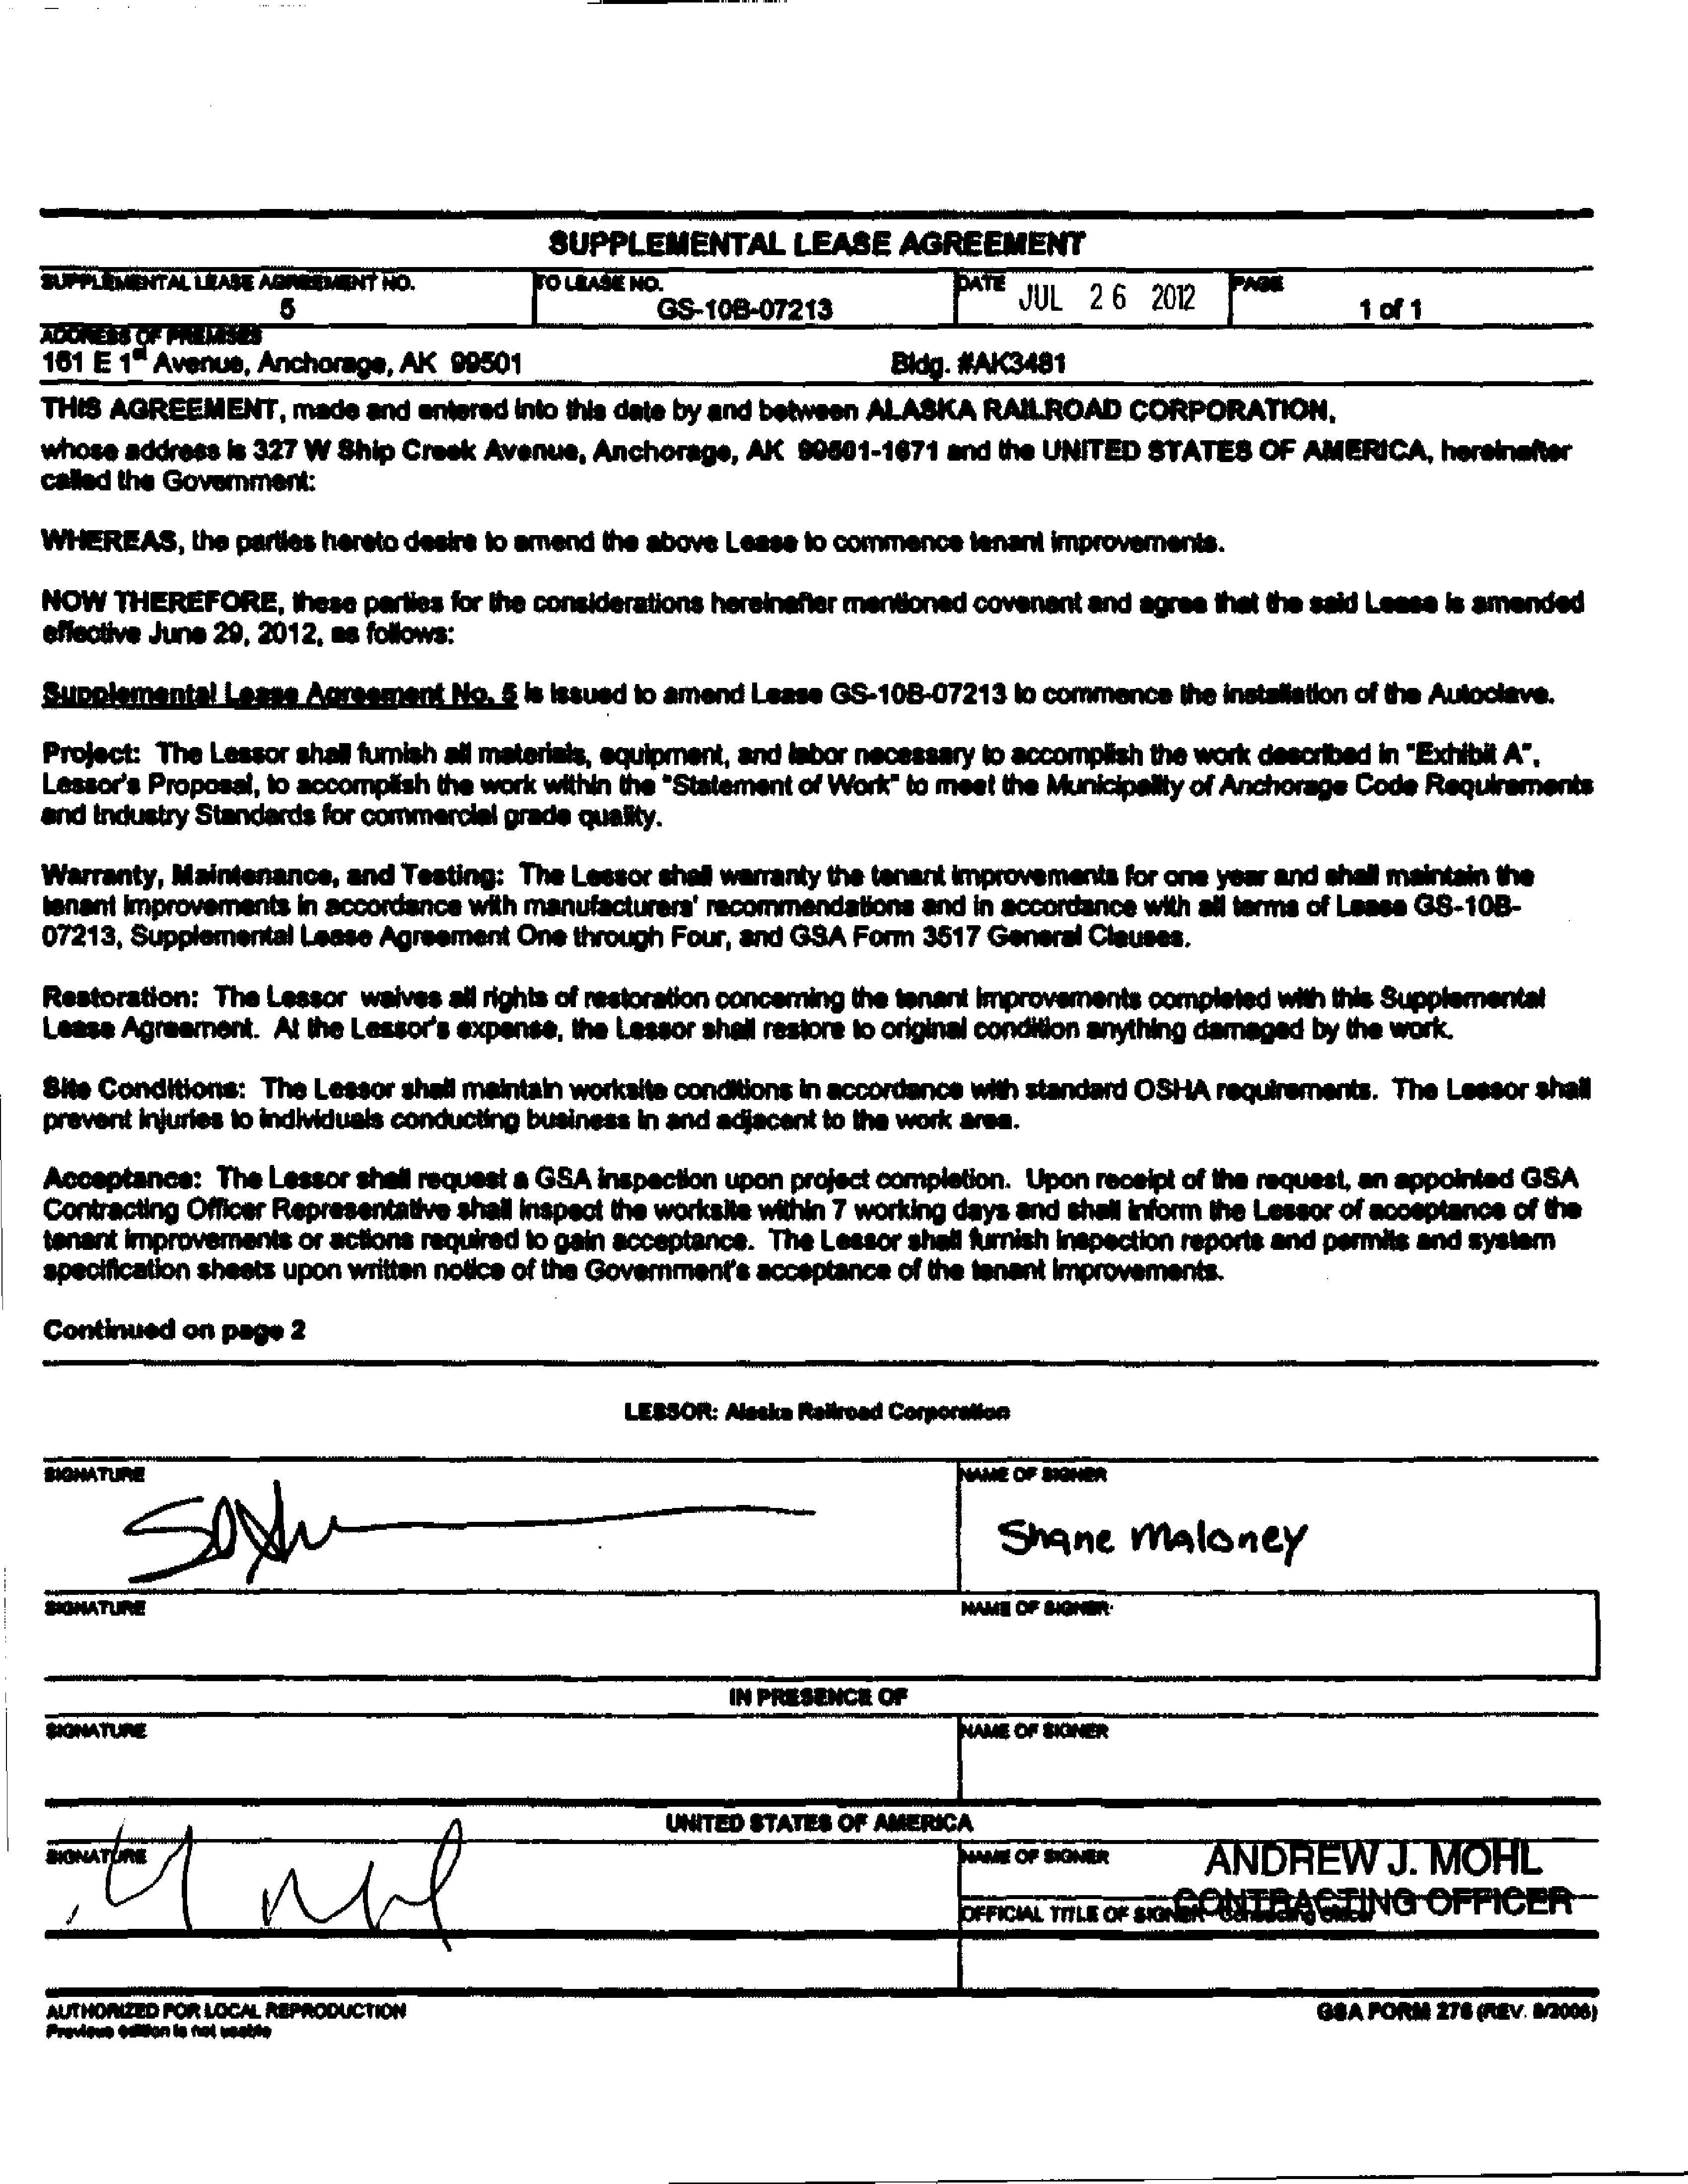 SUPPLEMENTAL LEASE AGREEMENT
SUPPLEMENTAL LEASE AGREEMENT NO.
5
TO LEASE NO.
GS-10B-07213
DATE
JUL 26 2012
PAGE
1 of 1
ADDRESS OF PREMISES
161 E 1st Avenue, Anchorage, AK 99501
Bldg. #AK3481
THIS AGREEMENT, made and entered into this date by and between ALASKA RAILROAD CORPORATION,
whose address is 327 W Ship Creek Avenue, Anchorage, AK 99501-1671 and the UNITED STATES OF AMERICA, hereinafter
called the Government:
WHEREAS, the parties hereto desire to amend the above Lease to commence tenant improvements.
NOW THEREFORE, these parties for the considerations hereinafter mentioned covenant and agree that the said Lease is amended
effective June 29, 2012, as follows:
Supplemental Lease Agreement No. 5 is issued to amend Lease GS-10B-07213 to commence the installation of the Autoclave.
Project: The Lessor shall furnish all materials, equipment, and labor necessary to accomplish the work described in "Exhibit A",
Lessor's Proposal, to accomplish the work within the "Statement of Work" to meet the Municipality of Anchorage Code Requirements
and Industry Standards for commercial grade quality.
Warranty, Maintenance, and Testing: The Lessor shall warranty the tenant improvements for one year and shall maintain the
tenant improvements in accordance with manufacturers' recommendations and in accordance with all terms of Lease GS-10B-
07213, Supplemental Lease Agreement One through Four, and GSA Form 3517 General Clauses.
Restoration: The Lessor waives all rights of restoration concerning the tenant improvements completed with this Supplemental
Lease Agreement. At the Lessor's expense, the Lessor shall restore to original condition anything damaged by the work.
Site Conditions: The Lessor shall maintain worksite conditions in accordance with standard OSHA requirements. The Lessor shall
prevent injuries to individuals conducting business in and adjacent to the work area.
Acceptance: The Lessor shall request a GSA inspection upon project completion. Upon receipt of the request, an appointed GSA
Contracting Officer Representative shall inspect the worksite within 7 working days and shall inform the Lessor of acceptance of the
tenant improvements or actions required to gain acceptance. The Lessor shall furnish inspection reports and permits and system
specification sheets upon written notice of the Government's acceptance of the tenant improvements.
Continued on page 2
LESSOR: Alaska Railroad Corporation
SIGNATURE
NAME OF SIGNER
Shane Maloney
SIGNATURE
NAME OF SIGNER
IN PRESENCE OF
SIGNATURE
NAME OF SIGNER
UNITED STATES OF AMERICA
SIGNATURE
NAME OF SIGNER
ANDREW J. MOHL
CONTRACTING OFFICER
OFFICIAL TITLE OF SIGNER Contracting Officer
AUTHORIZED FOR LOCAL REPRODUCTION
Previous edition is not usable
GSA FORM 276 (REV. 8/2006)